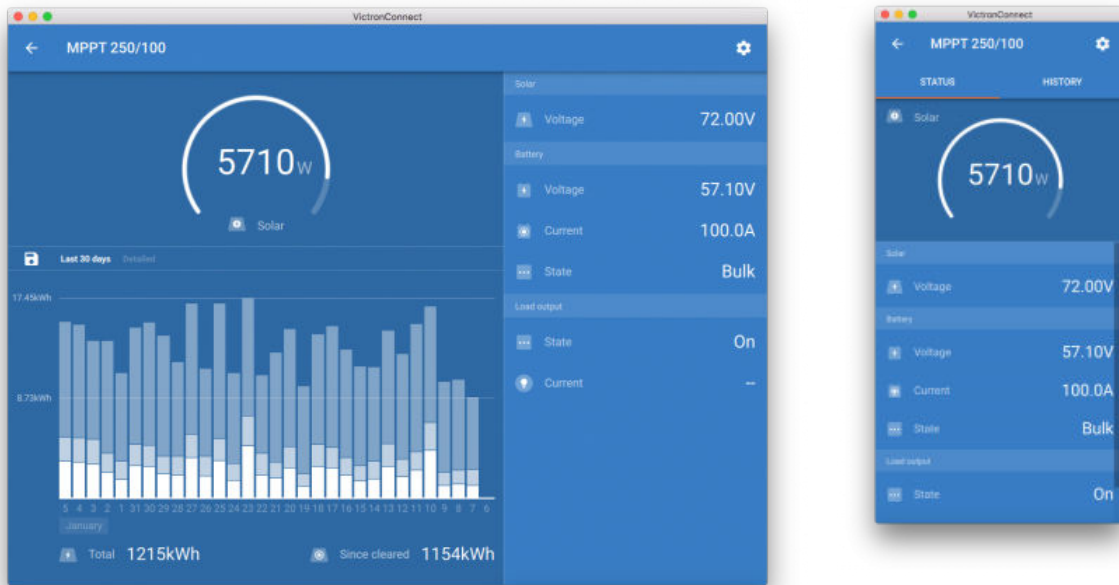 VictronConnect
MPPT 250/100
5710W
Solar
Last 30 days Detailed
17.45kWh
8.73kWh
5 4 3 2 1 31 30 29 28 27 26 25 24 23 22 21 20 19 18 17 16 15 14 13 12 11 10 9 8 7 6
January
Total 1215kWh
Since cleared 1154kWh
Solar
Voltage 72.00V
Battery
Voltage 57.10V
Current 100.0A
State Bulk
Load output
State On
Current --
VictronConnect
MPPT 250/100
STATUS HISTORY
Solar
5710W
Solar
Voltage 72.00V
Battery
Voltage 57.10V
Current 100.0A
State Bulk
Load output
State On